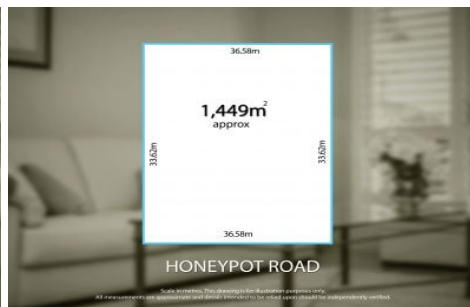 36.58m
1,449m²
approx
33.62m
33.62m
36.58m
HONEYPOT ROAD
Scale in metres. This drawing is for illustration purposes only.
All measurements are approximate and details intended to be relied upon should be independently verified.